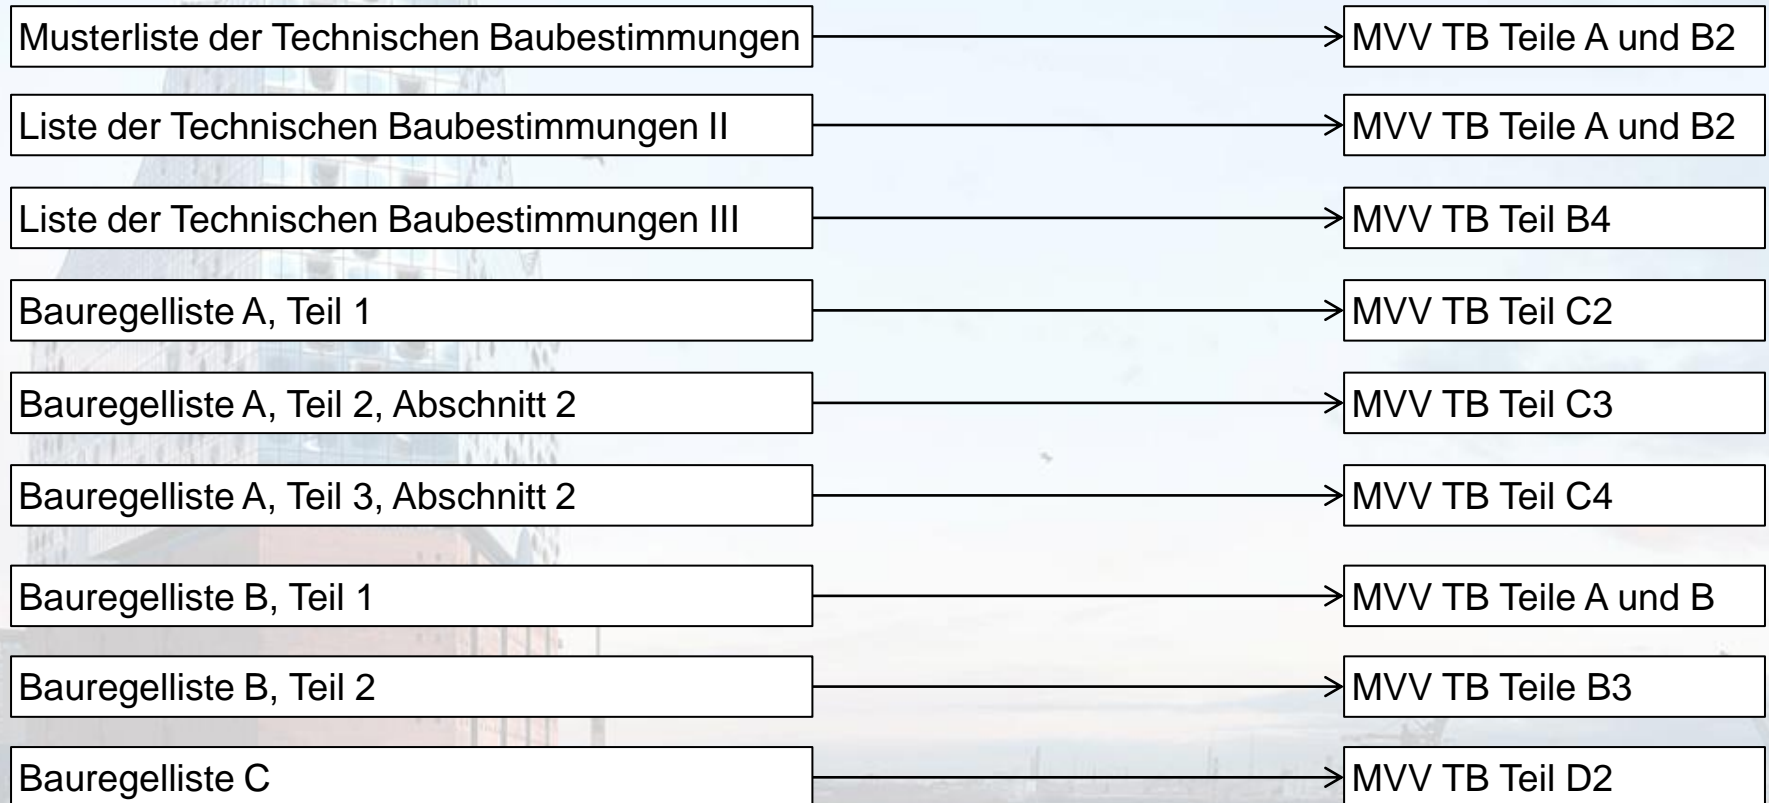 Musterliste der Technischen Baubestimmungen MVV TB Teile A und B2
Liste der Technischen Baubestimmungen II MVV TB Teile A und B2
Liste der Technischen Baubestimmungen III MVV TB Teil B4
Bauregelliste A, Teil 1 MVV TB Teil C2
Bauregelliste A, Teil 2, Abschnitt 2 MVV TB Teil C3
Bauregelliste A, Teil 3, Abschnitt 2 MVV TB Teil C4
Bauregelliste B, Teil 1 MVV TB Teile A und B
Bauregelliste B, Teil 2 MVV TB Teile B3
Bauregelliste C MVV TB Teil D2